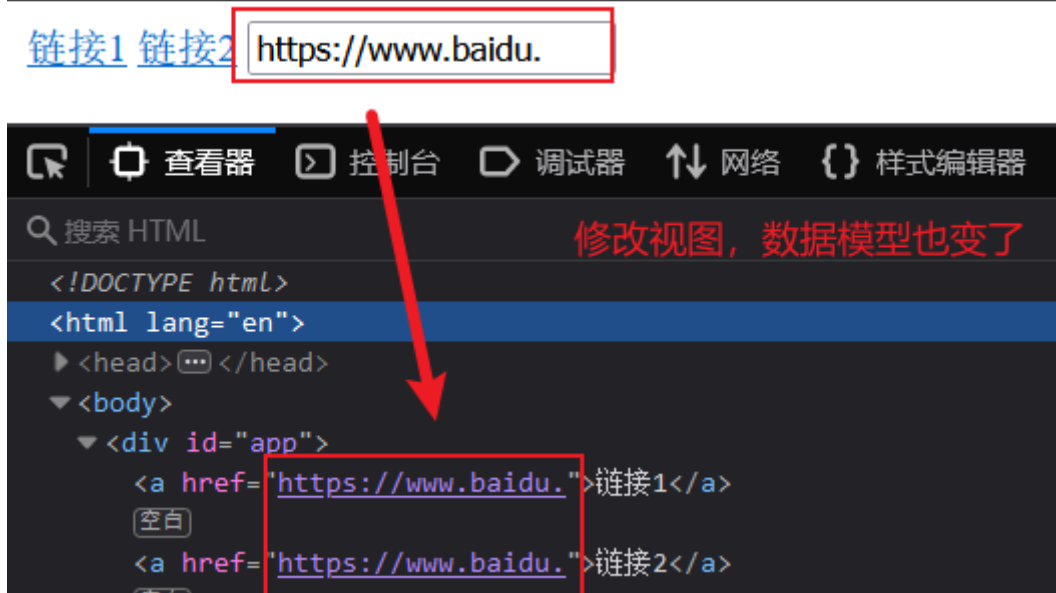 链接1 链接2 https://www.baidu.
查看器 控制台 调试器 网络 {} 样式编辑器
搜索 HTML
修改视图，数据模型也变了
<!DOCTYPE html>
<html lang="en">
<head>···</head>
<body>
<div id="app">
<a href="https://www.baidu.">链接1</a>
空白
<a href="https://www.baidu.">链接2</a>